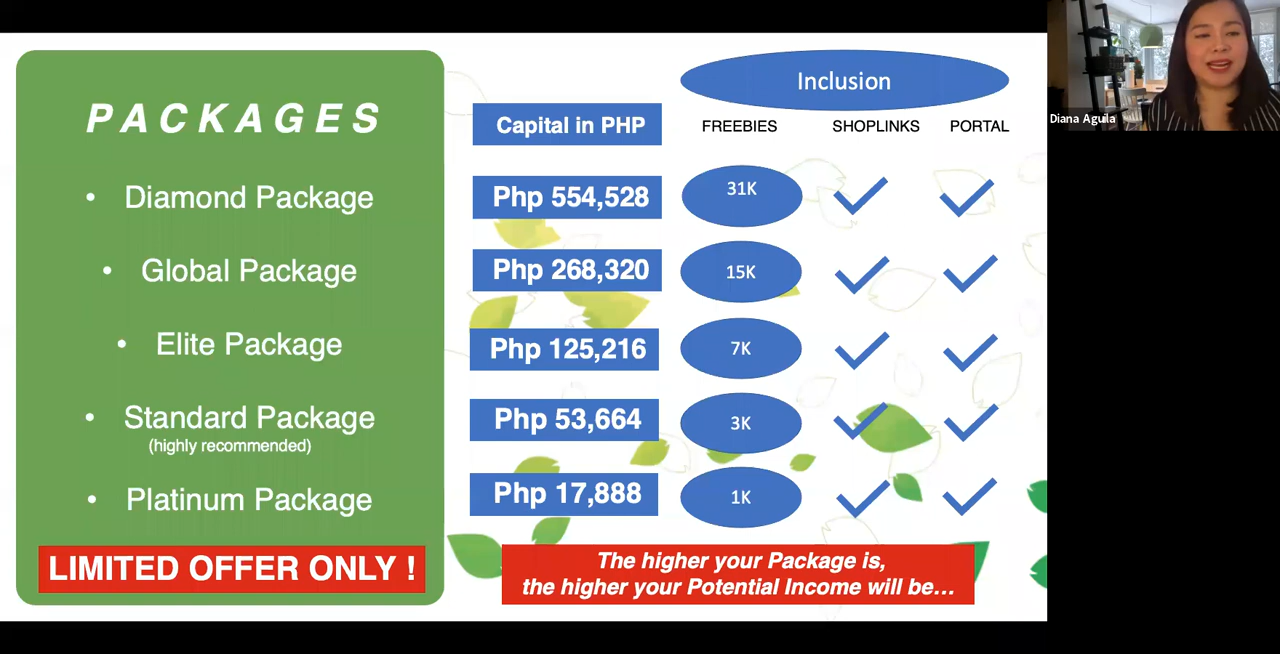 PACKAGES
• Diamond Package
• Global Package
• Elite Package
• Standard Package
(highly recommended)
• Platinum Package
LIMITED OFFER ONLY !
Inclusion
Capital in PHP
FREEBIES
SHOPLINKS
PORTAL
Php 554,528
31K
Php 268,320
15K
Php 125,216
7K
Php 53,664
3K
Php 17,888
1K
The higher your Package is,
the higher your Potential Income will be…
Diana Aguila